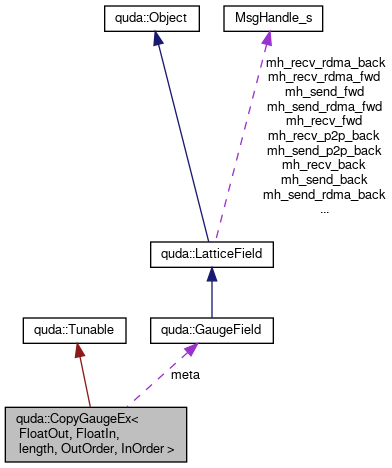 quda::Object
MsgHandle_s
mh_recv_rdma_back
mh_recv_rdma_fwd
mh_send_fwd
mh_send_rdma_fwd
mh_recv_fwd
mh_recv_p2p_back
mh_send_p2p_back
mh_recv_back
mh_send_back
mh_send_rdma_back
...
quda::LatticeField
quda::Tunable
quda::GaugeField
meta
quda::CopyGaugeEx<
FloatOut, FloatIn,
length, OutOrder, InOrder >